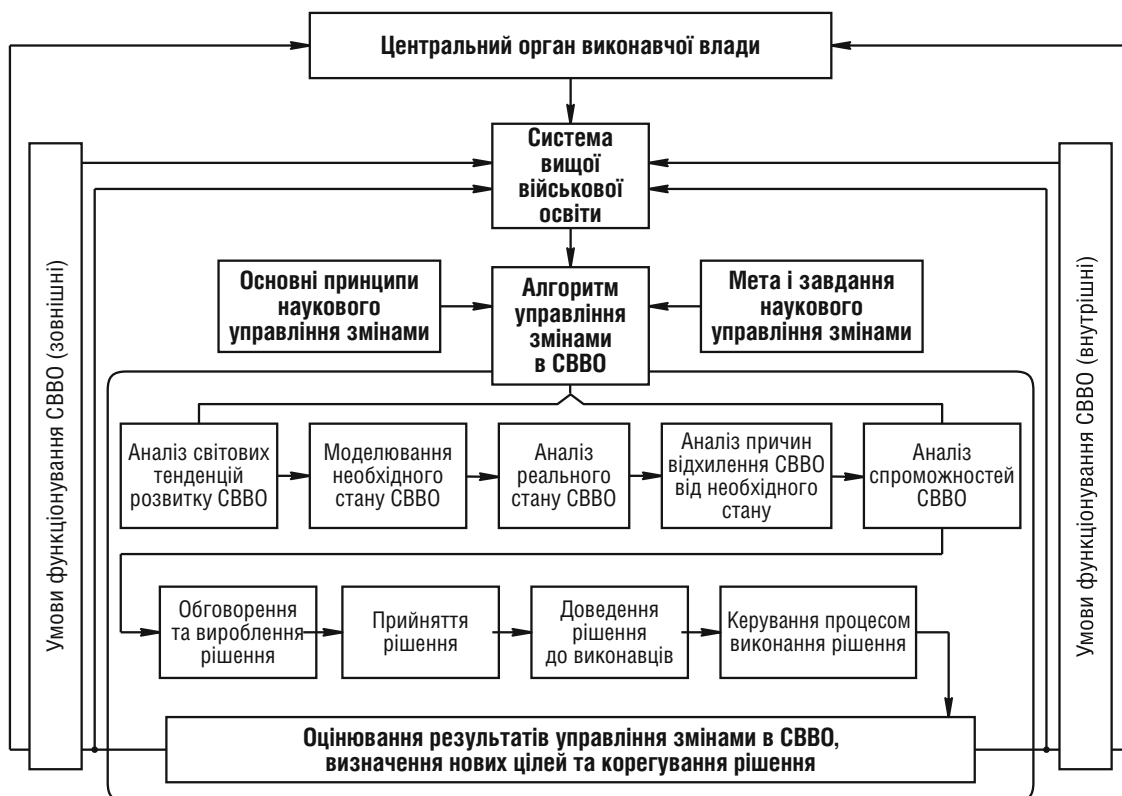 Центральний орган виконавчої влади
Система
вищої
військової
освіти
Умови функціонування СВВО (зовнішні)
Умови функціонування СВВО (внутрішні)
Основні принципи
наукового
управління змінами
Алгоритм
управління
змінами
в СВВО
Мета і завдання
наукового
управління змінами
Аналіз світових
тенденцій
розвитку СВВО
Моделювання
необхідного
стану СВВО
Аналіз
реального
стану СВВО
Аналіз причин
відхилення СВВО
від необхідного
стану
Аналіз
спроможностей
СВВО
Обговорення
та вироблення
рішення
Прийняття
рішення
Доведення
рішення
до виконавців
Керування процесом
виконання рішення
Оцінювання результатів управління змінами в СВВО,
визначення нових цілей та корегування рішення